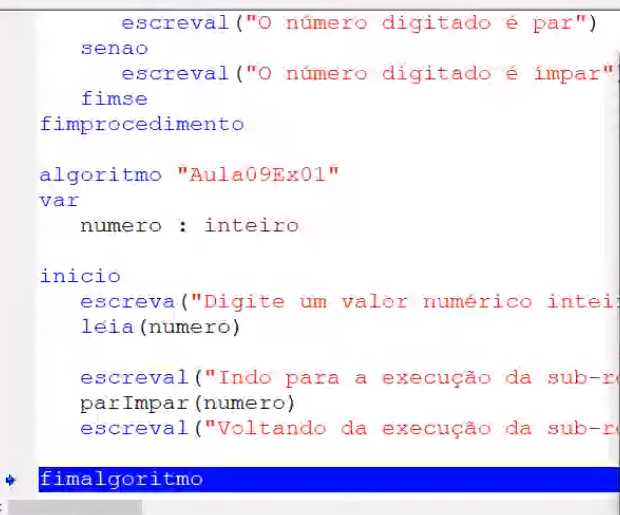 escreval("O número digitado é par")
senao
escreval("O número digitado é ímpar"
fimse
fimprocedimento
algoritmo "Aula09Ex01"
var
numero : inteiro
inicio
escreva("Digite um valor numérico intei
leia(numero)
escreval("Indo para a execução da sub-r
parImpar(numero)
escreval("Voltando da execução da sub-r
fimalgoritmo